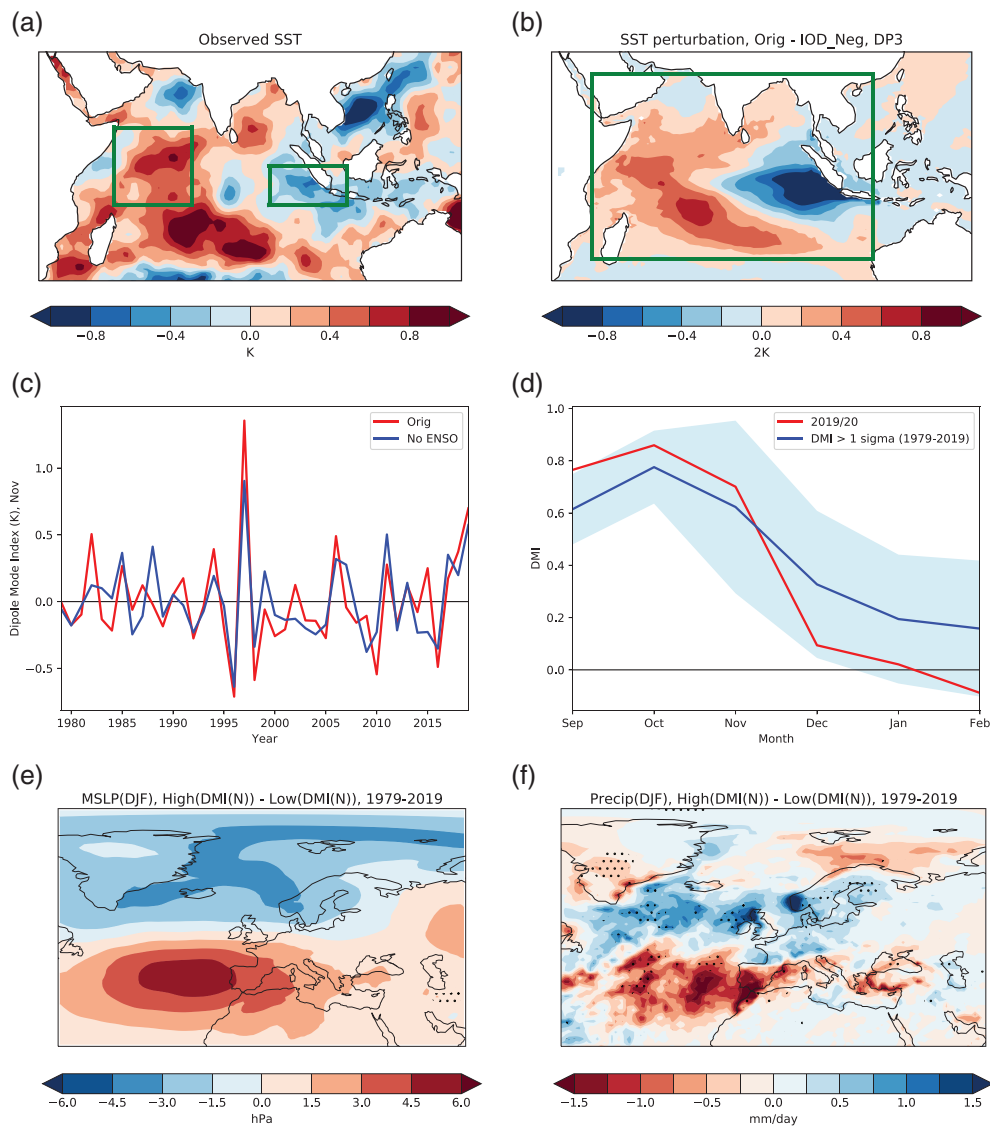 (a)
Observed SST
−0.8 −0.4 0.0 0.4 0.8
K
(b)
SST perturbation, Orig - IOD_Neg, DP3
−0.8 −0.4 0.0 0.4 0.8
2K
(c)
Orig
No ENSO
1.0
0.5
0.0
−0.5
Dipole Mode Index (K), Nov
1980 1985 1990 1995 2000 2005 2010 2015
Year
(d)
2019/20
DMI > 1 sigma (1979-2019)
1.0
0.8
0.6
0.4
0.2
0.0
DMI
Sep Oct Nov Dec Jan Feb
Month
(e)
MSLP(DJF), High(DMI(N)) - Low(DMI(N)), 1979-2019
−6.0 −4.5 −3.0 −1.5 0.0 1.5 3.0 4.5 6.0
hPa
(f)
Precip(DJF), High(DMI(N)) - Low(DMI(N)), 1979-2019
−1.5 −1.0 −0.5 0.0 0.5 1.0 1.5
mm/day